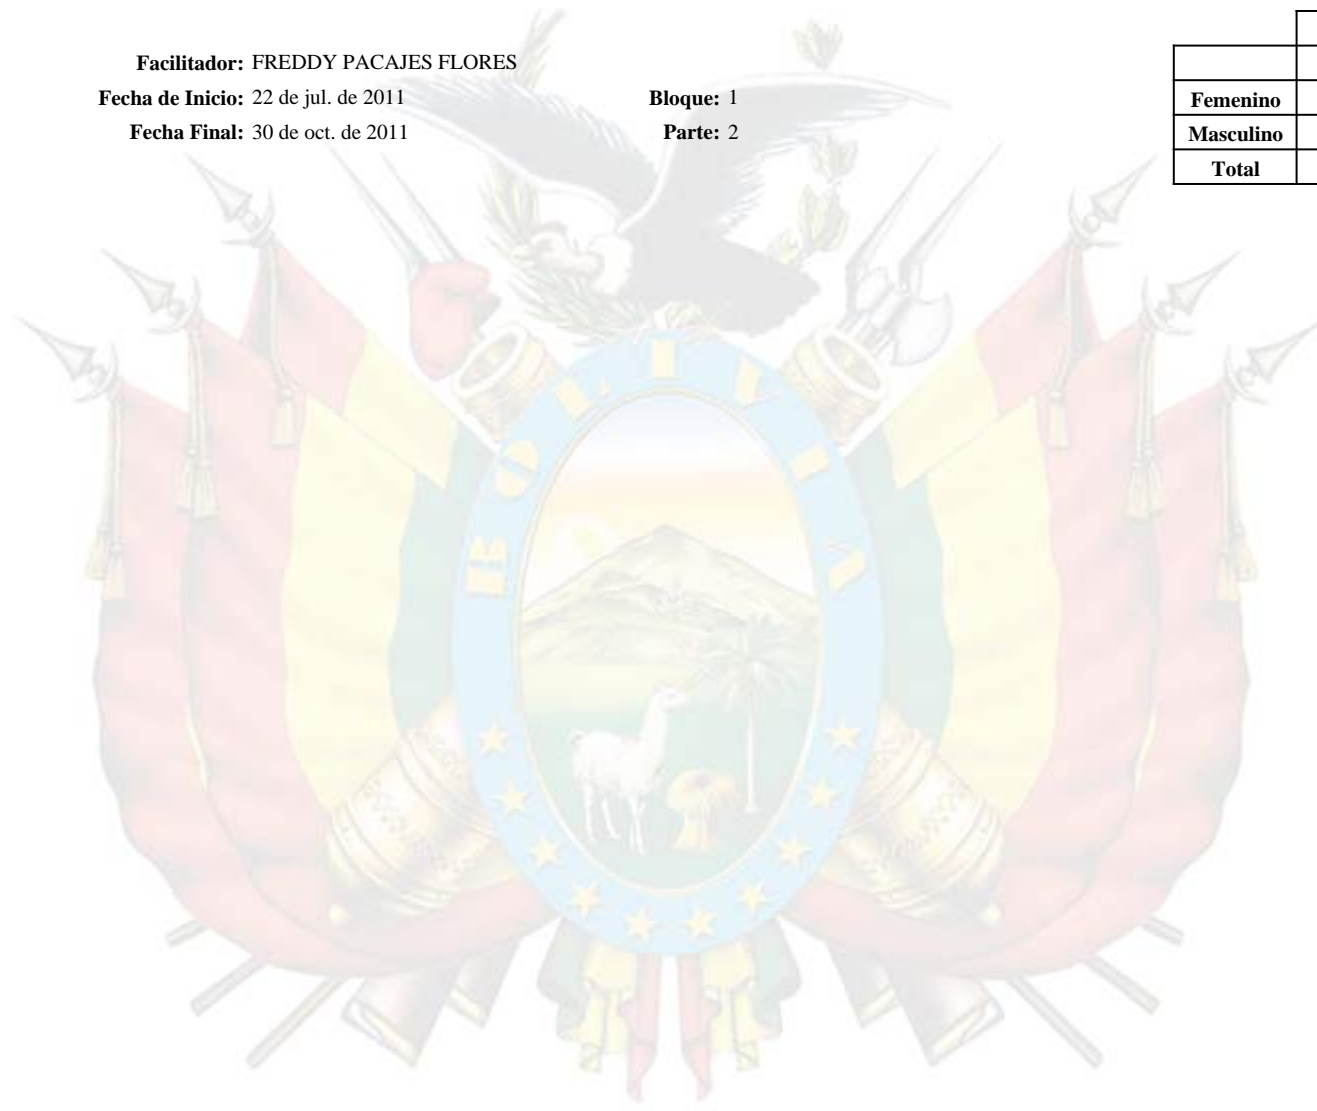 Facilitador: FREDDY PACAJES FLORES
Fecha de Inicio: 22 de jul. de 2011 Bloque: 1
Fecha Final: 30 de oct. de 2011 Parte: 2
Femenino
Masculino
Total
BOLIVIA